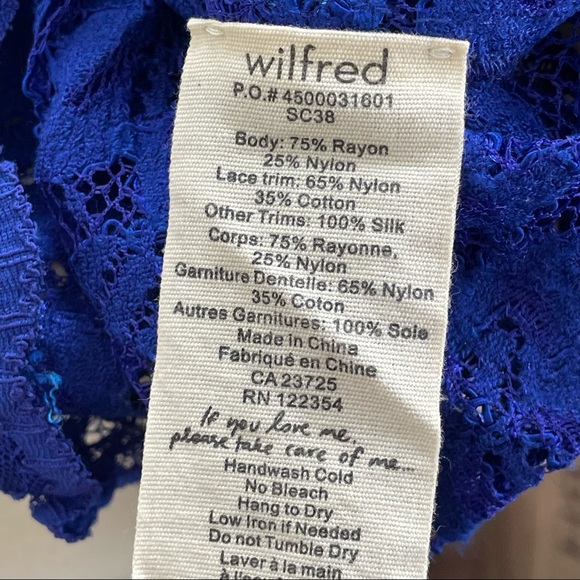 wilfred
P.O.# 4500031601
SC38
Body: 75% Rayon
25% Nylon
Lace trim: 65% Nylon
35% Cotton
Other Trims: 100% Silk
Corps: 75% Rayonne,
25% Nylon
Garniture Dentelle: 65% Nylon
35% Coton
Autres Garnitures: 100% Soie
Made in China
Fabriqué en Chine
CA 23725
RN 122354
If you love me,
please take care of me...
Handwash Cold
No Bleach
Hang to Dry
Low Iron if Needed
Do not Tumble Dry
Laver à la main